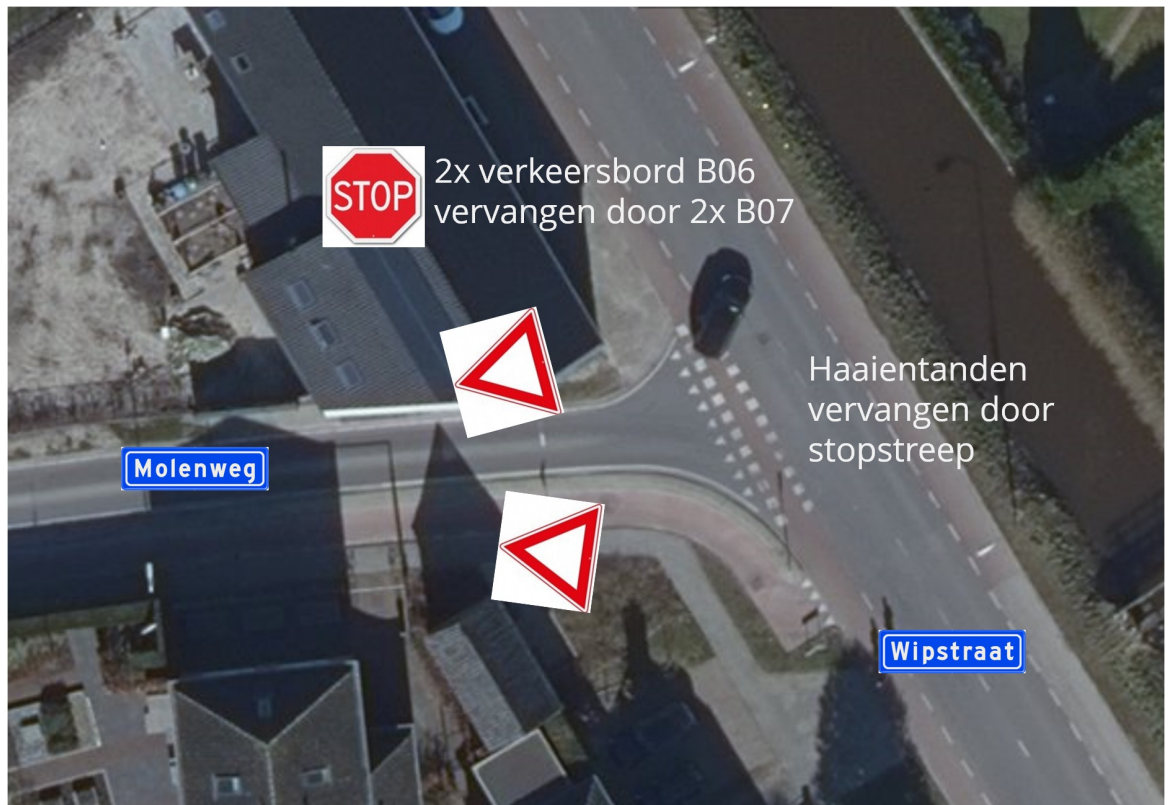 STOP
2x verkeersbord B06
vervangen door 2x B07
Haaientanden
vervangen door
stopstreep
Molenweg
Wipstraat